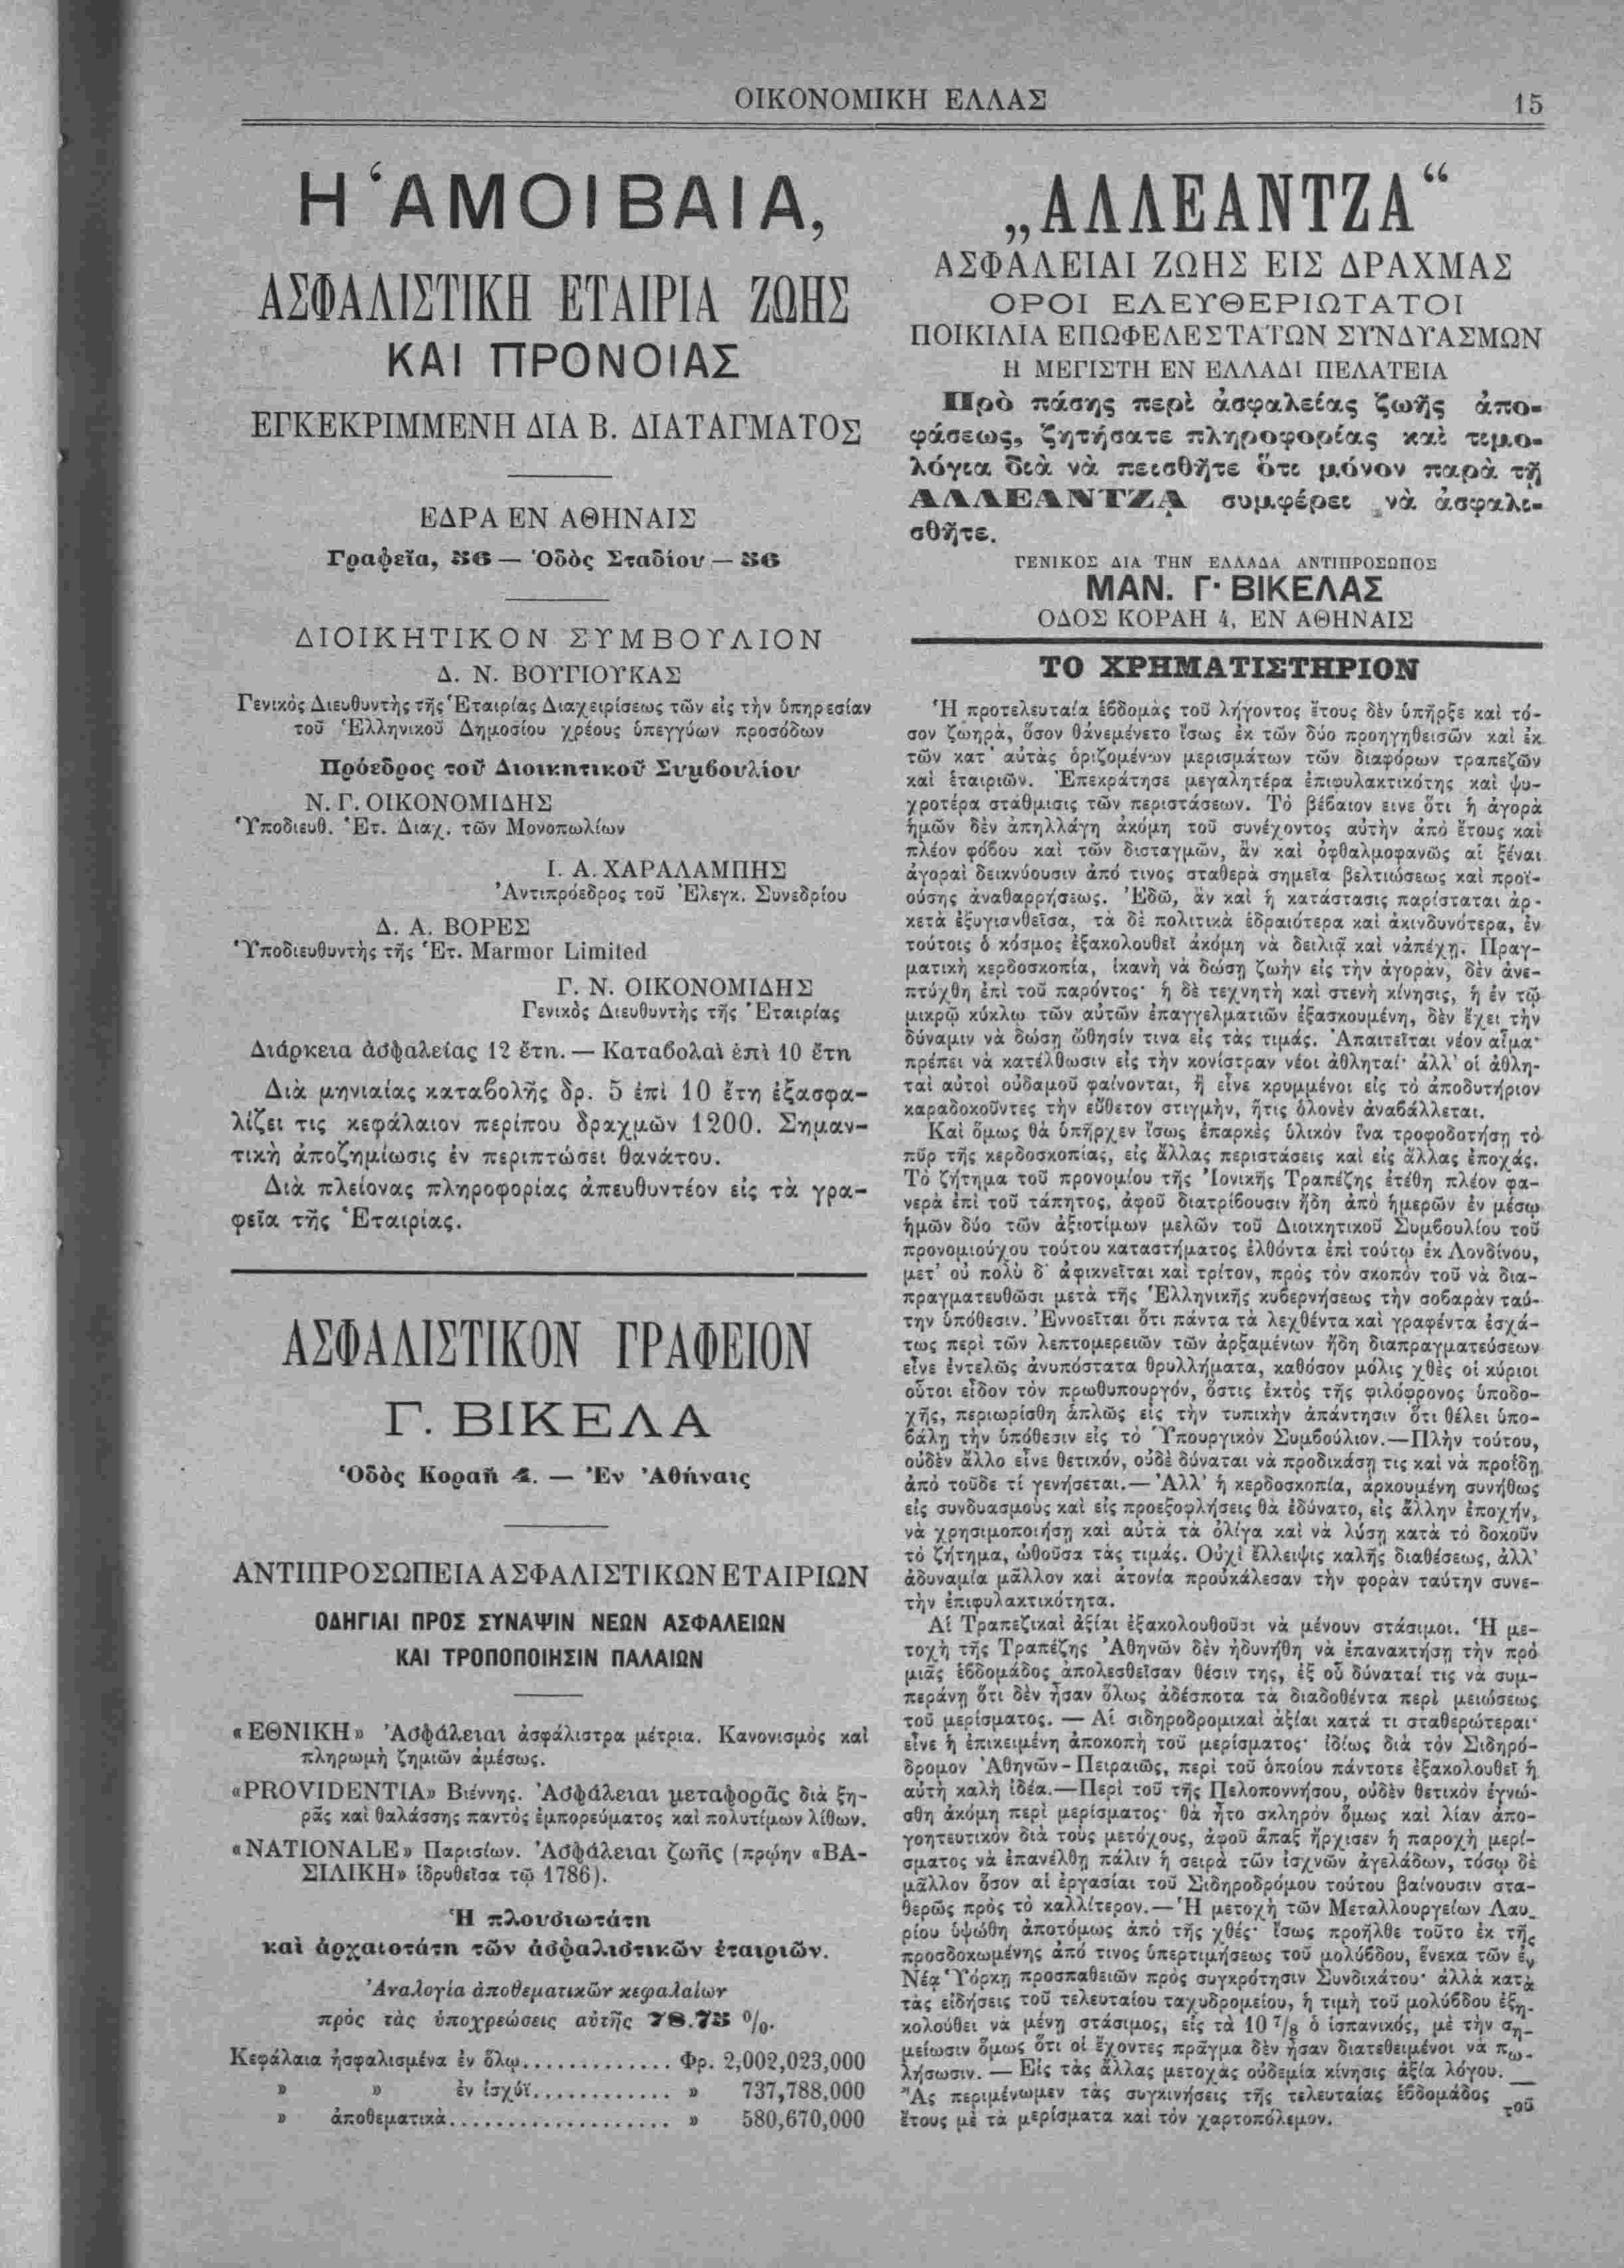 ΟΙΚΟΝΟΜΙΚΗ ΕΛΛΑΣ
15
Η ʽΑΜΟΙΒΑΙΑ,
ΑΣΦΑΛΙΣΤΙΚΗ ΕΤΑΙΡΙΑ ΖΩΗΣ
ΚΑΙ ΠΡΟΝΟΙΑΣ
ΕΓΚΕΚΡΙΜΜΕΝΗ ΔΙΑ Β. ΔΙΑΤΑΓΜΑΤΟΣ
ΕΔΡΑ ΕΝ ΑΘΗΝΑΙΣ
Γραφεῖα, 56 — Ὁδὸς Σταδίου — 56
ΔΙΟΙΚΗΤΙΚΟΝ ΣΥΜΒΟΥΛΙΟΝ
Δ. Ν. ΒΟΥΓΙΟΥΚΑΣ
Γενικὸς Διευθυντὴς τῆς Ἑταιρίας Διαχειρίσεως τῶν εἰς τὴν ὑπηρεσίαν
τοῦ Ἑλληνικοῦ Δημοσίου χρέους ὑπεγγύων προσόδων
Πρόεδρος τοῦ Διοικητικοῦ Συμβουλίου
Ν. Γ. ΟΙΚΟΝΟΜΙΔΗΣ
Ὑποδιευθ. Ἑτ. Διαχ. τῶν Μονοπωλίων
Ι. Α. ΧΑΡΑΛΑΜΠΗΣ
Ἀντιπρόεδρος τοῦ Ἐλεγκ. Συνεδρίου
Δ. Α. ΒΟΡΕΣ
Ὑποδιευθυντὴς τῆς Ἑτ. Marmor Limited
Γ. Ν. ΟΙΚΟΝΟΜΙΔΗΣ
Γενικὸς Διευθυντὴς τῆς Ἑταιρίας
Διάρκεια ἀσφαλείας 12 ἔτη. — Καταβολαὶ ἐπὶ 10 ἔτη
Διὰ μηνιαίας καταβολῆς δρ. 5 ἐπὶ 10 ἔτη ἐξασφα-
λίζει τις κεφάλαιον περίπου δραχμῶν 1200. Σημαν-
τικὴ ἀποζημίωσις ἐν περιπτώσει θανάτου.
Διὰ πλείονας πληροφορίας ἀπευθυντέον εἰς τὰ γρα-
φεῖα τῆς Ἑταιρίας.
ΑΣΦΑΛΙΣΤΙΚΟΝ ΓΡΑΦΕΙΟΝ
Γ. ΒΙΚΕΛΑ
Ὁδὸς Κοραῆ 4. — Ἐν Ἀθήναις
ΑΝΤΙΠΡΟΣΩΠΕΙΑ ΑΣΦΑΛΙΣΤΙΚΩΝ ΕΤΑΙΡΙΩΝ
ΟΔΗΓΙΑΙ ΠΡΟΣ ΣΥΝΑΨΙΝ ΝΕΩΝ ΑΣΦΑΛΕΙΩΝ
ΚΑΙ ΤΡΟΠΟΠΟΙΗΣΙΝ ΠΑΛΑΙΩΝ
«ΕΘΝΙΚΗ» Ἀσφάλειαι ἀσφάλιστρα μέτρια. Κανονισμὸς καὶ
πληρωμὴ ζημιῶν ἀμέσως.
«PROVIDENTIA» Βιέννης. Ἀσφάλειαι μεταφορᾶς διὰ ξη-
ρᾶς καὶ θαλάσσης παντὸς ἐμπορεύματος καὶ πολυτίμων λίθων.
«NATIONALE» Παρισίων. Ἀσφάλειαι ζωῆς (πρώην «ΒΑ-
ΣΙΛΙΚΗ» ἱδρυθεῖσα τῷ 1786).
Ἡ πλουσιωτάτη
καὶ ἀρχαιοτάτη τῶν ἀσφαλιστικῶν ἑταιριῶν.
Ἀναλογία ἀποθεματικῶν κεφαλαίων
πρὸς τὰς ὑποχρεώσεις αὐτῆς 78.75 %.
Κεφάλαια ἠσφαλισμένα ἐν ὅλῳ.............. Φρ. 2,002,023,000
» » ἐν ἰσχύϊ............. » 737,788,000
» ἀποθεματικὰ..................... » 580,670,000
„ΑΛΛΕΑΝΤΖΑ“
ΑΣΦΑΛΕΙΑΙ ΖΩΗΣ ΕΙΣ ΔΡΑΧΜΑΣ
ΟΡΟΙ ΕΛΕΥΘΕΡΙΩΤΑΤΟΙ
ΠΟΙΚΙΛΙΑ ΕΠΩΦΕΛΕΣΤΑΤΩΝ ΣΥΝΔΥΑΣΜΩΝ
Η ΜΕΓΙΣΤΗ ΕΝ ΕΛΛΑΔΙ ΠΕΛΑΤΕΙΑ
Πρὸ πάσης περὶ ἀσφαλείας ζωῆς ἀπο-
φάσεως, ζητήσατε πληροφορίας καὶ τιμο-
λόγια διὰ νὰ πεισθῆτε ὅτι μόνον παρὰ τῇ
ΑΛΛΕΑΝΤΖΑ συμφέρει νὰ ἀσφαλι-
σθῆτε.
ΓΕΝΙΚΟΣ ΔΙΑ ΤΗΝ ΕΛΛΑΔΑ ΑΝΤΙΠΡΟΣΩΠΟΣ
ΜΑΝ. Γ· ΒΙΚΕΛΑΣ
ΟΔΟΣ ΚΟΡΑΗ 4, ΕΝ ΑΘΗΝΑΙΣ
ΤΟ ΧΡΗΜΑΤΙΣΤΗΡΙΟΝ
Ἡ προτελευταία ἑβδομὰς τοῦ λήγοντος ἔτους δὲν ὑπῆρξε καὶ τό-
σον ζωηρὰ, ὅσον θἀνεμένετο ἴσως ἐκ τῶν δύο προηγηθεισῶν καὶ ἐκ
τῶν κατ' αὐτὰς ὁριζομένων μερισμάτων τῶν διαφόρων τραπεζῶν
καὶ ἑταιριῶν. Ἐπεκράτησε μεγαλητέρα ἐπιφυλακτικότης καὶ ψυ-
χροτέρα στάθμισις τῶν περιστάσεων. Τὸ βέβαιον εινε ὅτι ἡ ἀγορὰ
ἡμῶν δὲν ἀπηλλάγη ἀκόμη τοῦ συνέχοντος αὐτὴν ἀπὸ ἔτους καὶ
πλέον φόβου καὶ τῶν δισταγμῶν, ἂν καὶ ὀφθαλμοφανῶς αἱ ξέναι
ἀγοραὶ δεικνύουσιν ἀπό τινος σταθερὰ σημεῖα βελτιώσεως καὶ προϊ-
ούσης ἀναθαρρήσεως. Ἐδῶ, ἂν καὶ ἡ κατάστασις παρίσταται ἀρ-
κετὰ ἐξυγιανθεῖσα, τὰ δὲ πολιτικὰ ἑδραιότερα καὶ ἀκινδυνότερα, ἐν
τούτοις ὁ κόσμος ἐξακολουθεῖ ἀκόμη νὰ δειλιᾷ καὶ νἀπέχῃ. Πραγ-
ματικὴ κερδοσκοπία, ἱκανὴ νὰ δώσῃ ζωὴν εἰς τὴν ἀγορὰν, δὲν ἀνε-
πτύχθη ἐπὶ τοῦ παρόντος· ἡ δὲ τεχνητὴ καὶ στενὴ κίνησις, ἡ ἐν τῷ
μικρῷ κύκλῳ τῶν αὐτῶν ἐπαγγελματιῶν ἐξασκουμένη, δὲν ἔχει τὴν
δύναμιν νὰ δώσῃ ὤθησίν τινα εἰς τὰς τιμάς. Ἀπαιτεῖται νέον αἷμα·
πρέπει νὰ κατέλθωσιν εἰς τὴν κονίστραν νέοι ἀθληταί· ἀλλ' οἱ ἀθλη-
ταὶ αὐτοὶ οὐδαμοῦ φαίνονται, ἢ εἶνε κρυμμένοι εἰς τὸ ἀποδυτήριον
καραδοκοῦντες τὴν εὔθετον στιγμὴν, ἥτις ὁλονὲν ἀναβάλλεται.
Καὶ ὅμως θὰ ὑπῆρχεν ἴσως ἐπαρκὲς ὑλικὸν ἵνα τροφοδοτήσῃ τὸ
πῦρ τῆς κερδοσκοπίας, εἰς ἄλλας περιστάσεις καὶ εἰς ἄλλας ἐποχάς.
Τὸ ζήτημα τοῦ προνομίου τῆς Ἰονικῆς Τραπέζης ἐτέθη πλέον φα-
νερὰ ἐπὶ τοῦ τάπητος, ἀφοῦ διατρίβουσιν ἤδη ἀπὸ ἡμερῶν ἐν μέσῳ
ἡμῶν δύο τῶν ἀξιοτίμων μελῶν τοῦ Διοικητικοῦ Συμβουλίου τοῦ
προνομιούχου τούτου καταστήματος ἐλθόντα ἐπὶ τούτῳ ἐκ Λονδίνου,
μετ' οὐ πολὺ δ' ἀφικνεῖται καὶ τρίτον, πρὸς τὸν σκοπὸν τοῦ νὰ δια-
πραγματευθῶσι μετὰ τῆς Ἑλληνικῆς κυβερνήσεως τὴν σοβαρὰν ταύ-
την ὑπόθεσιν. Ἐννοεῖται ὅτι πάντα τὰ λεχθέντα καὶ γραφέντα ἐσχά-
τως περὶ τῶν λεπτομερειῶν τῶν ἀρξαμένων ἤδη διαπραγματεύσεων
εἶνε ἐντελῶς ἀνυπόστατα θρυλλήματα, καθόσον μόλις χθὲς οἱ κύριοι
οὗτοι εἶδον τὸν πρωθυπουργόν, ὅστις ἐκτὸς τῆς φιλόφρονος ὑποδο-
χῆς, περιωρίσθη ἁπλῶς εἰς τὴν τυπικὴν ἀπάντησιν ὅτι θέλει ὑπο-
βάλῃ τὴν ὑπόθεσιν εἰς τὸ Ὑπουργικὸν Συμβούλιον.—Πλὴν τούτου,
οὐδὲν ἄλλο εἶνε θετικόν, οὐδὲ δύναται νὰ προδικάσῃ τις καὶ νὰ προΐδῃ
ἀπὸ τοῦδε τί γενήσεται.—Ἀλλ' ἡ κερδοσκοπία, ἀρκουμένη συνήθως
εἰς συνδυασμοὺς καὶ εἰς προεξοφλήσεις θὰ ἐδύνατο, εἰς ἄλλην ἐποχήν,
νὰ χρησιμοποιήσῃ καὶ αὐτὰ τὰ ὀλίγα καὶ νὰ λύσῃ κατὰ τὸ δοκοῦν
τὸ ζήτημα, ὠθοῦσα τὰς τιμάς. Οὐχὶ ἔλλειψις καλῆς διαθέσεως, ἀλλ'
ἀδυναμία μᾶλλον καὶ ἀτονία προὐκάλεσαν τὴν φορὰν ταύτην συνε-
τὴν ἐπιφυλακτικότητα.
Αἱ Τραπεζικαὶ ἀξίαι ἐξακολουθοῦσι νὰ μένουν στάσιμοι. Ἡ με-
τοχὴ τῆς Τραπέζης Ἀθηνῶν δὲν ἠδυνήθη νὰ ἐπανακτήσῃ τὴν πρὸ
μιᾶς ἑβδομάδος ἀπολεσθεῖσαν θέσιν της, ἐξ οὗ δύναταί τις νὰ συμ-
περάνῃ ὅτι δὲν ἦσαν ὅλως ἀδέσποτα τὰ διαδοθέντα περὶ μειώσεως
τοῦ μερίσματος. — Αἱ σιδηροδρομικαὶ ἀξίαι κατά τι σταθερώτεραι·
εἶνε ἡ ἐπικειμένη ἀποκοπὴ τοῦ μερίσματος· ἰδίως διὰ τὸν Σιδηρό-
δρομον Ἀθηνῶν-Πειραιῶς, περὶ τοῦ ὁποίου πάντοτε ἐξακολουθεῖ ἡ
αὐτὴ καλὴ ἰδέα.—Περὶ τοῦ τῆς Πελοποννήσου, οὐδὲν θετικὸν ἐγνώ-
σθη ἀκόμη περὶ μερίσματος· θὰ ἦτο σκληρὸν ὅμως καὶ λίαν ἀπο-
γοητευτικὸν διὰ τοὺς μετόχους, ἀφοῦ ἅπαξ ἤρχισεν ἡ παροχὴ μερί-
σματος νὰ ἐπανέλθῃ πάλιν ἡ σειρὰ τῶν ἰσχνῶν ἀγελάδων, τόσῳ δὲ
μᾶλλον ὅσον αἱ ἐργασίαι τοῦ Σιδηροδρόμου τούτου βαίνουσιν στα-
θερῶς πρὸς τὸ καλλίτερον.—Ἡ μετοχὴ τῶν Μεταλλουργείων Λαυ-
ρίου ὑψώθη ἀποτόμως ἀπὸ τῆς χθές· ἴσως προῆλθε τοῦτο ἐκ τῆς
προσδοκωμένης ἀπό τινος ὑπερτιμήσεως τοῦ μολύβδου, ἕνεκα τῶν ἐν
Νέᾳ Ὑόρκῃ προσπαθειῶν πρὸς συγκρότησιν Συνδικάτου· ἀλλὰ κατὰ
τὰς εἰδήσεις τοῦ τελευταίου ταχυδρομείου, ἡ τιμὴ τοῦ μολύβδου ἐξη-
κολούθει νὰ μένῃ στάσιμος, εἰς τὰ 10 7/8 ὁ ἱσπανικός, μὲ τὴν ση-
μείωσιν ὅμως ὅτι οἱ ἔχοντες πρᾶγμα δὲν ἦσαν διατεθειμένοι νὰ πω-
λήσωσιν. — Εἰς τὰς ἄλλας μετοχὰς οὐδεμία κίνησις ἀξία λόγου. —
Ἂς περιμένωμεν τὰς συγκινήσεις τῆς τελευταίας ἑβδομάδος τοῦ
ἔτους μὲ τὰ μερίσματα καὶ τὸν χαρτοπόλεμον.